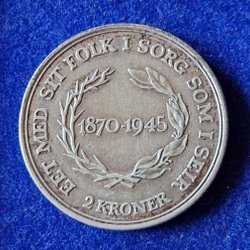 EET MED SIT FOLK I SORG SOM I SEJR
1870-1945
2 KRONER